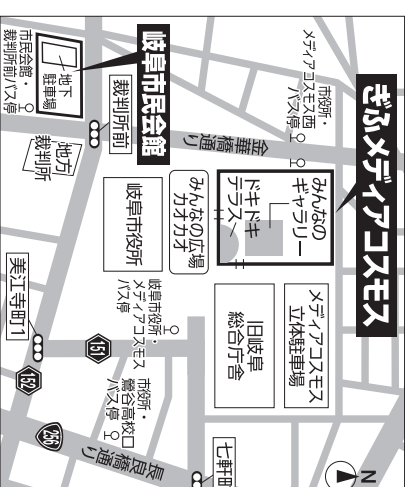 ぎふメディアコスモス
市役所・
メディアコスモス西
バス停
金華橋通り
みんなの
ギャラリー
ドキドキ
テラス
メディアコスモス
立体駐車場
N
岐阜市民会館
地下
駐車場
市民会館・
裁判所前バス停
裁判所前
地方
裁判所
みんなの広場
カオカオ
岐阜市役所
旧岐阜
総合庁舎
岐阜市役所・
メディアコスモス
バス停
市役所・
鶯谷高校口
バス停
美江寺町1
151
152
256
長良橋通り
七軒町